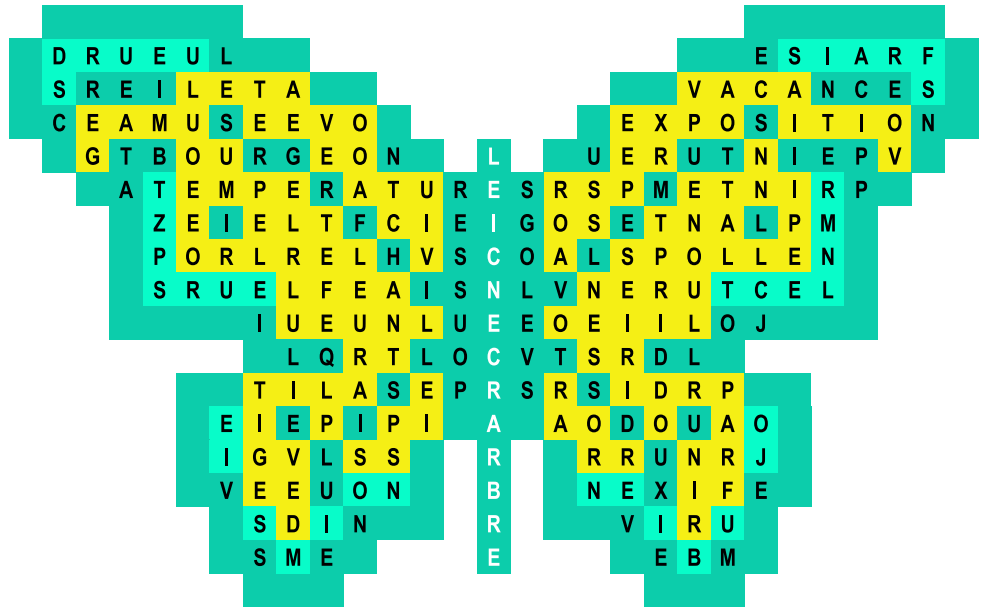 D R U E U L E S I A R F
S R E I L E T A V A C A N C E S
C E A M U S E E V O E X P O S I T I O N
G T B O U R G E O N L U E R U T N I E P V
A T E M P E R A T U R E S R S P M E T N I R P
Z E I E L T F C I E I G O S E T N A L P M
P O R L R E L H V S C O A L S P O L L E N
S R U E L F E A I S N L V N E R U T C E L
I U E U N L U E E O E I I L O J
L Q R T L O C V T S R D L
T I L A S E P R S R S I D R P
E I E P I P I A A O D O U A O
I G V L S S R R R U N R J
V E E U O N B N E X I F E
S D I N R V I R U
S M E E E B M